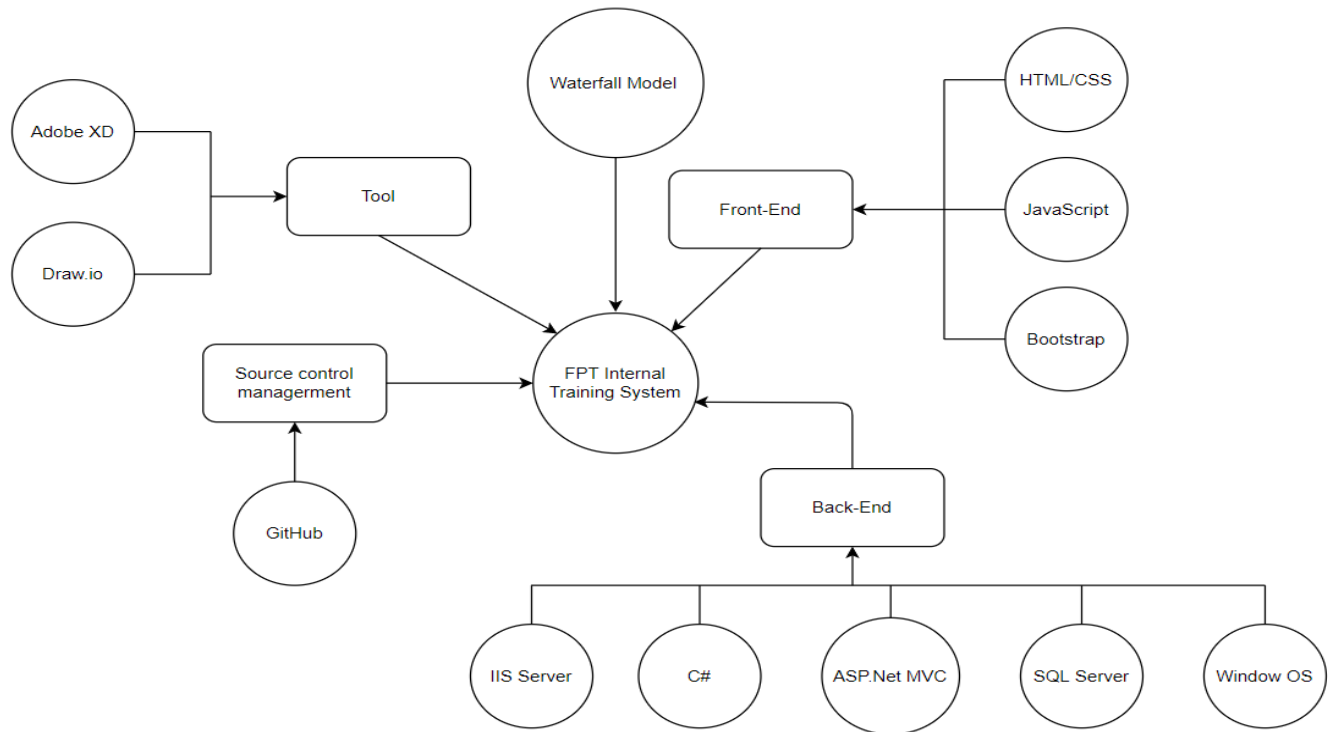 Waterfall Model
HTML/CSS
Adobe XD
Tool
Front-End
JavaScript
Draw.io
Bootstrap
Source control
managerment
FPT Internal
Training System
GitHub
Back-End
IIS Server
C#
ASP.Net MVC
SQL Server
Window OS